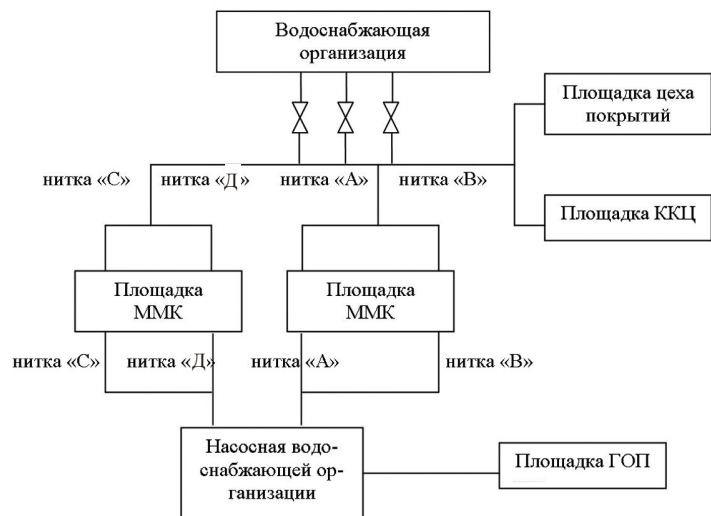 Водоснабжающая
организация
Площадка цеха
покрытий
нитка «С»
нитка «Д»
нитка «А»
нитка «В»
Площадка ККЦ
Площадка
ММК
Площадка
ММК
нитка «С»
нитка «Д»
нитка «А»
нитка «В»
Насосная водо-
снабжающей ор-
ганизации
Площадка ГОП